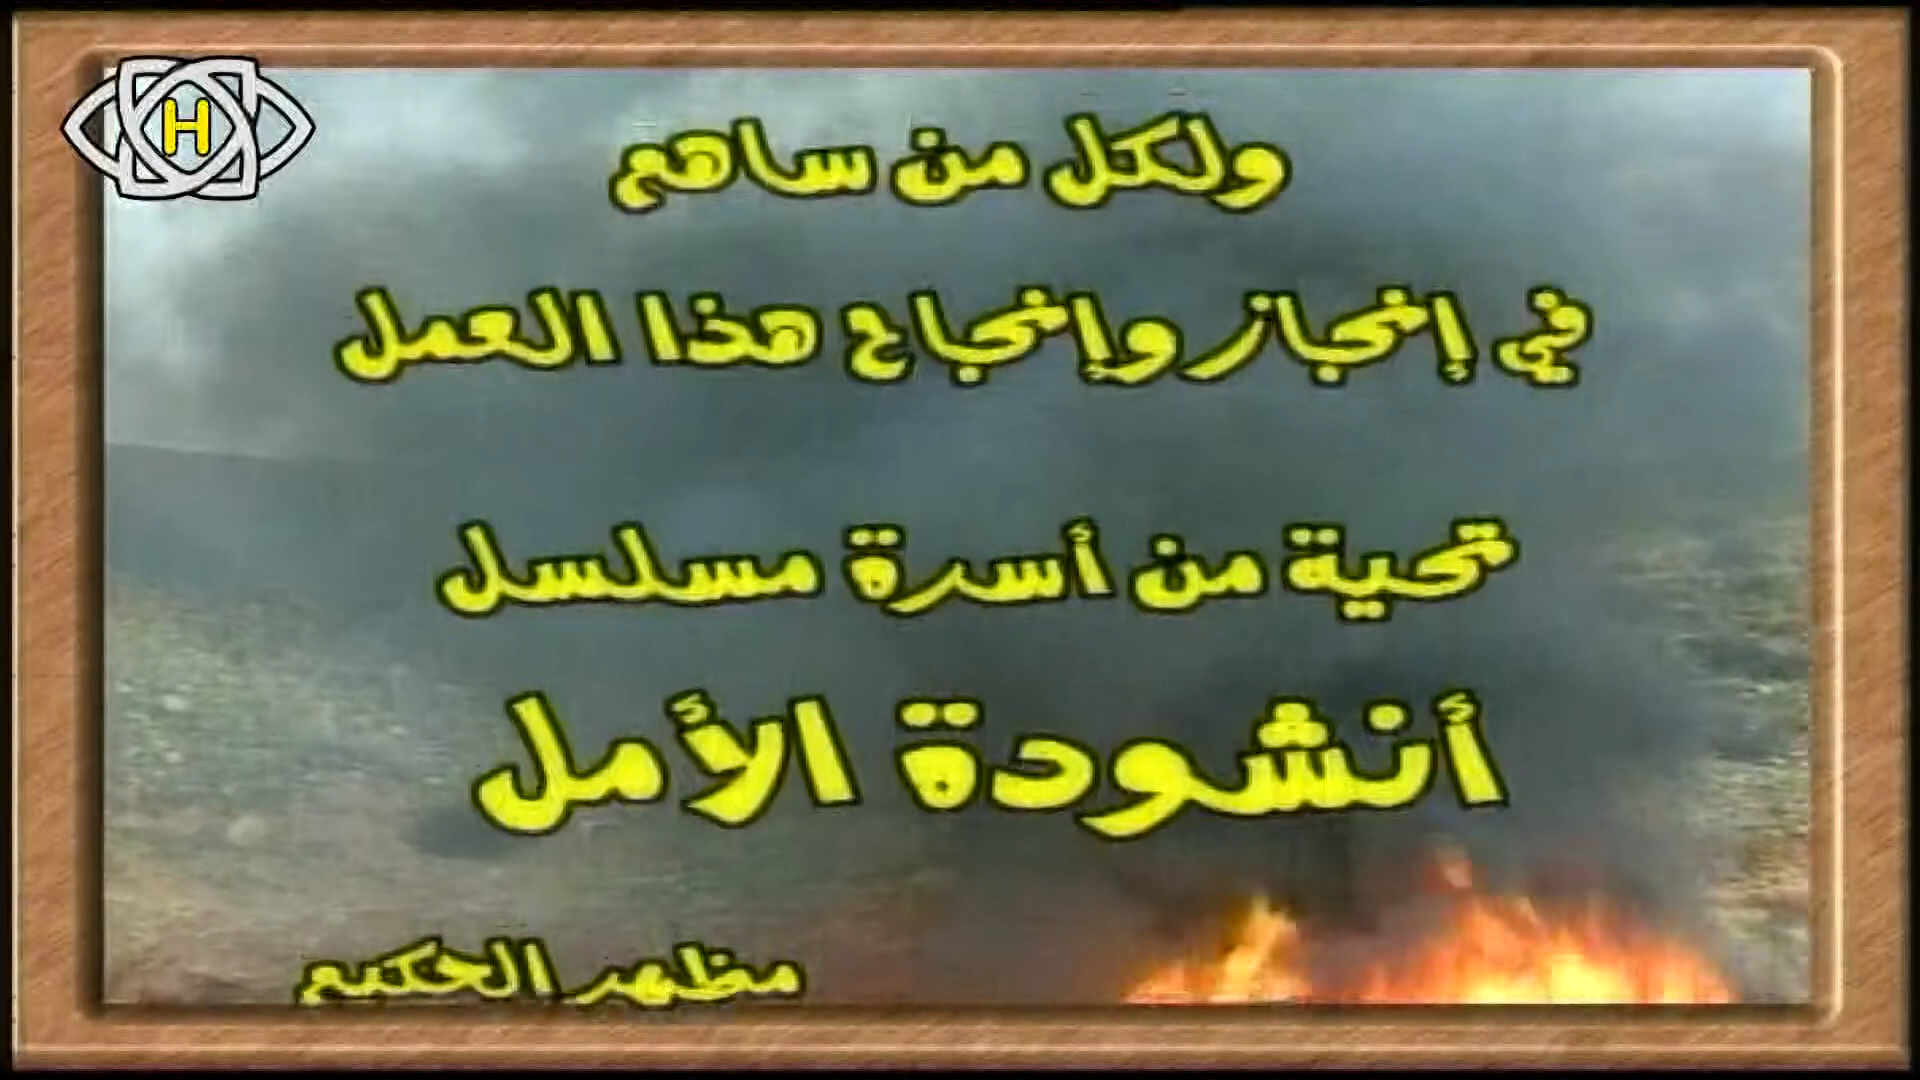 H
ولكل من ساهم
في إنجاز وإنجاح هذا العمل
تحية من أسرة مسلسل
أنشودة الأمل
مظهر الحكيم